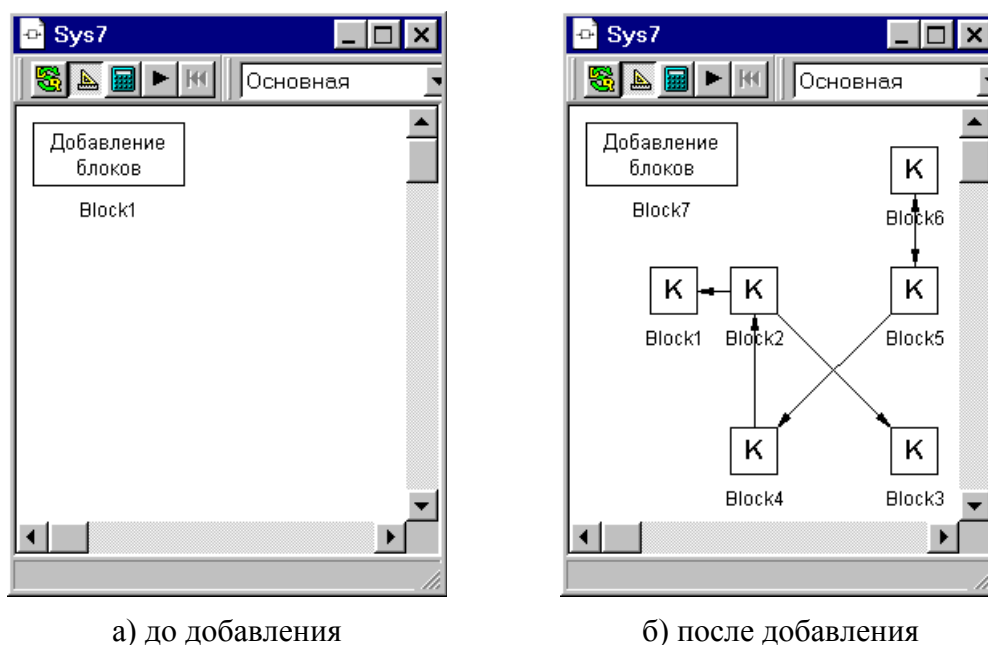 Sys7
Основная
Добавление
блоков
Block1
а) до добавления
Sys7
Основная
Добавление
блоков
Block7
K
Block6
K
K
K
Block1
Block2
Block5
K
K
Block4
Block3
б) после добавления